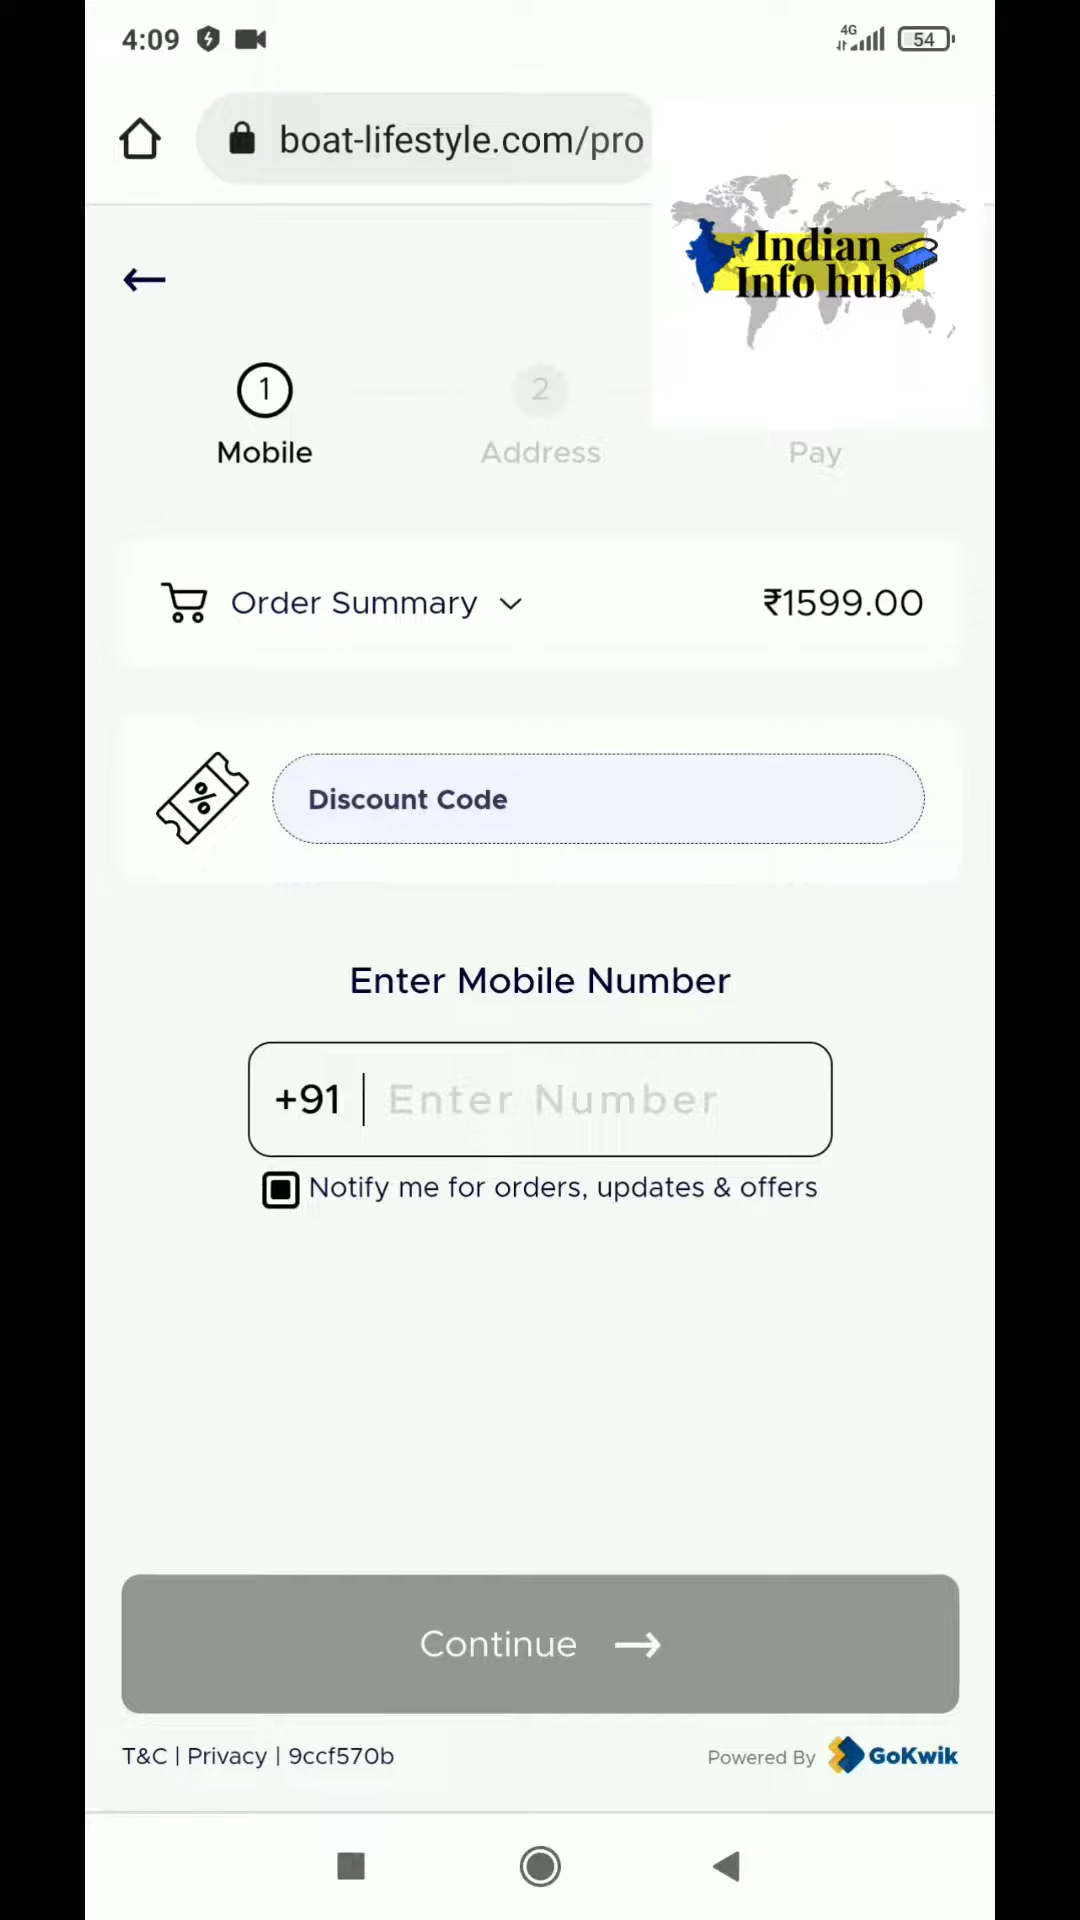 4:09
4G
54
boat-lifestyle.com/pro
Indian
Info hub
1
2
Mobile
Address
Pay
Order Summary
₹1599.00
Discount Code
Enter Mobile Number
+91
Enter Number
Notify me for orders, updates & offers
Continue
T&C | Privacy | 9ccf570b
Powered By GoKwik